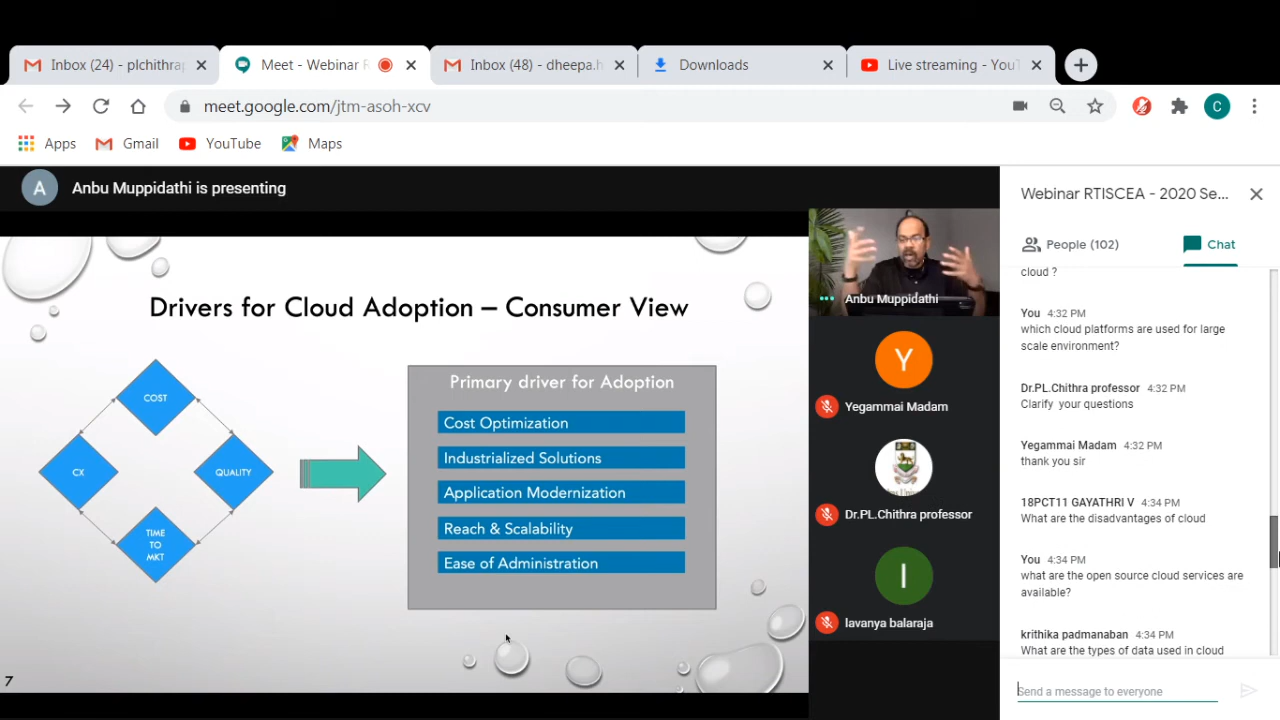 Inbox (24) - plchithrap
Meet - Webinar R
Inbox (48) - dheepa.h
Downloads
Live streaming - YouT
meet.google.com/jtm-asoh-xcv
C
Apps
Gmail
YouTube
Maps
A
Anbu Muppidathi is presenting
Drivers for Cloud Adoption – Consumer View
COST
CX
QUALITY
TIME
TO
MKT
Primary driver for Adoption
Cost Optimization
Industrialized Solutions
Application Modernization
Reach & Scalability
Ease of Administration
7
Anbu Muppidathi
Y
Yegammai Madam
Dr.PL.Chithra professor
I
lavanya balaraja
Webinar RTISCEA - 2020 Se...
People (102)
Chat
cloud ?
You 4:32 PM
which cloud platforms are used for large
scale environment?
Dr.PL.Chithra professor 4:32 PM
Clarify your questions
Yegammai Madam 4:32 PM
thank you sir
18PCT11 GAYATHRI V 4:34 PM
What are the disadvantages of cloud
You 4:34 PM
what are the open source cloud services are
available?
krithika padmanaban 4:34 PM
What are the types of data used in cloud
Send a message to everyone